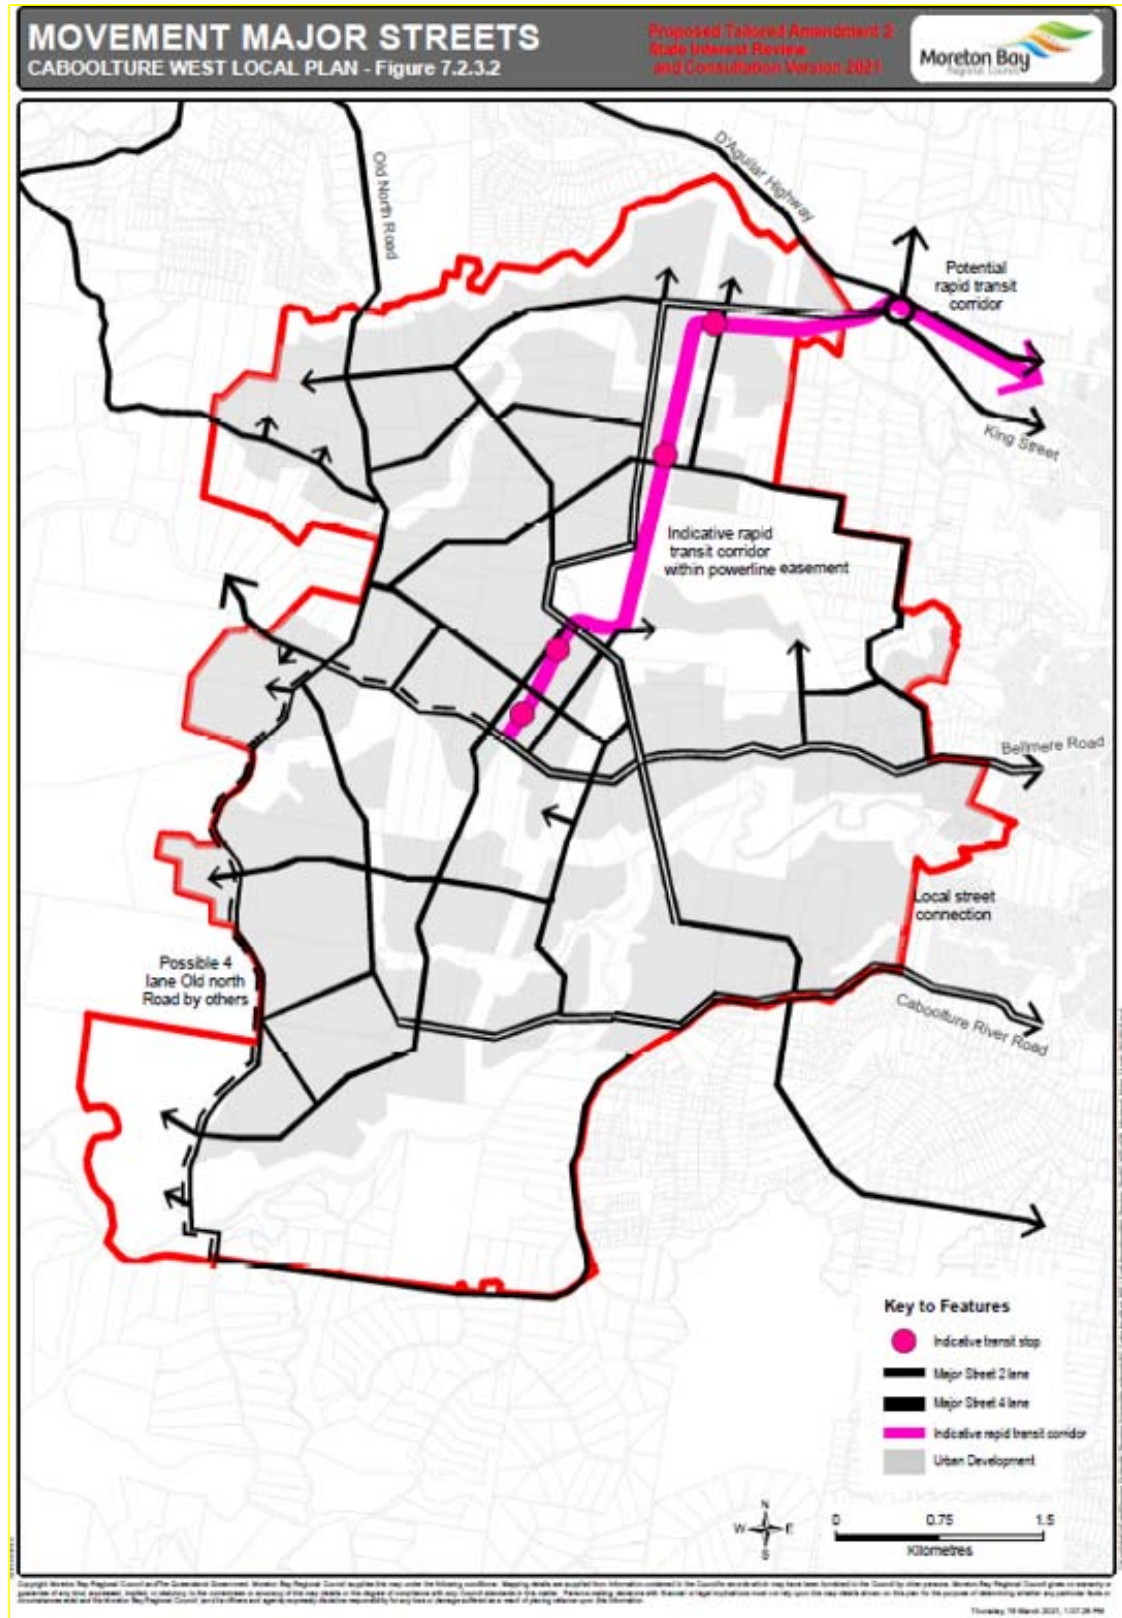 MOVEMENT MAJOR STREETS
CABOOLTURE WEST LOCAL PLAN - Figure 7.2.3.2
Proposed Tailored Amendment 2
State Interest Review
and Consultation Version 2021
Moreton Bay
Regional Council
D'Aguilar Highway
Old North Road
Potential
rapid transit
corridor
King Street
Indicative rapid
transit corridor
within powerline easement
Bellmere Road
Local street
connection
Possible 4
lane Old north
Road by others
Caboolture River Road
Key to Features
Indicative transit stop
Major Street 2 lane
Major Street 4 lane
Indicative rapid transit corridor
Urban Development
N
W E
S
0 0.75 1.5
Kilometres